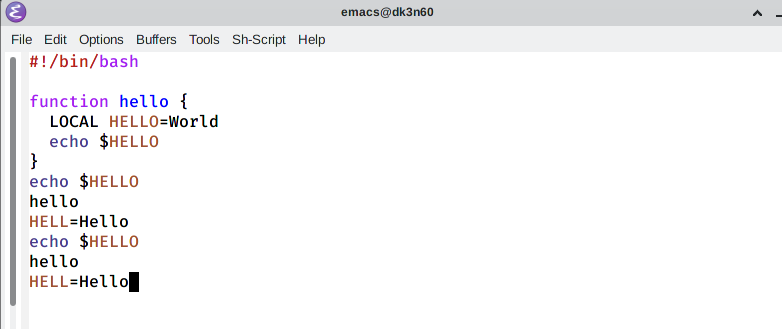 emacs@dk3n60
File Edit Options Buffers Tools Sh-Script Help
#!/bin/bash

function hello {
  LOCAL HELLO=World
  echo $HELLO
}
echo $HELLO
hello
HELL=Hello
echo $HELLO
hello
HELL=Hello